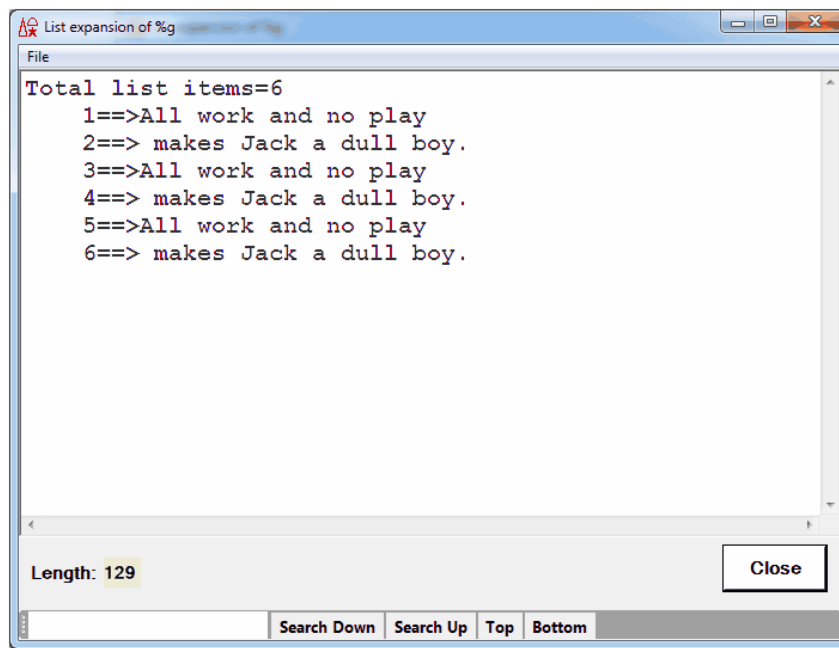 List expansion of %g
File
Total list items=6
1==>All work and no play
2==> makes Jack a dull boy.
3==>All work and no play
4==> makes Jack a dull boy.
5==>All work and no play
6==> makes Jack a dull boy.
Length: 129
Close
Search Down Search Up Top Bottom